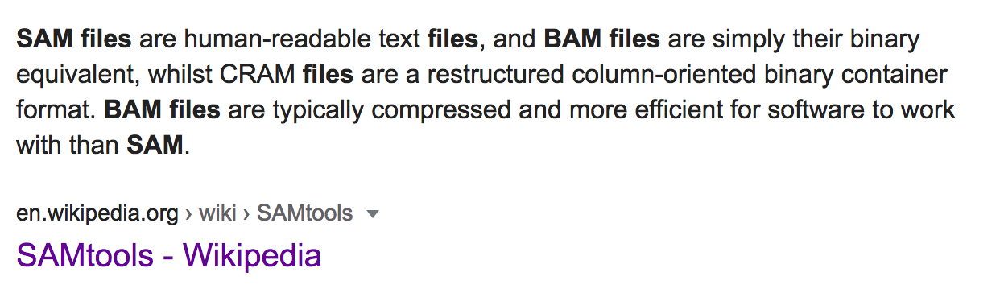 SAM files are human-readable text files, and BAM files are simply their binary
equivalent, whilst CRAM files are a restructured column-oriented binary container
format. BAM files are typically compressed and more efficient for software to work
with than SAM.
en.wikipedia.org › wiki › SAMtools
SAMtools - Wikipedia